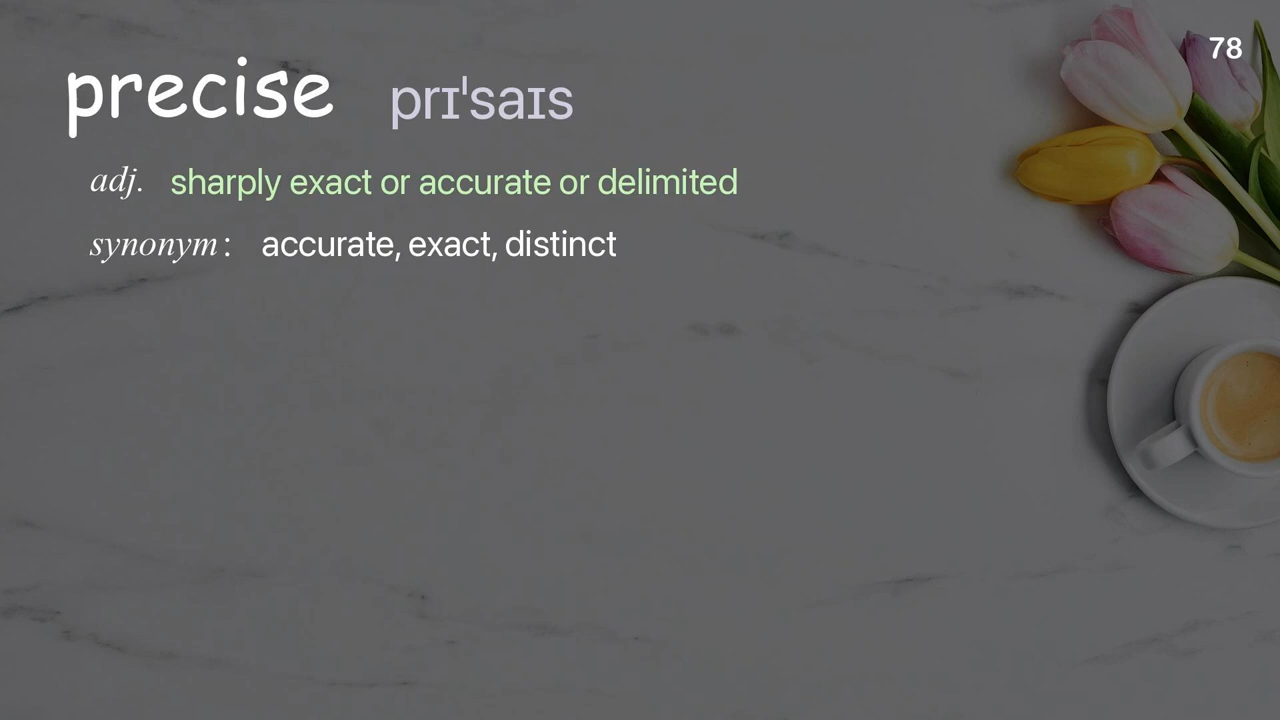 78
precise prɪˈsaɪs
adj. sharply exact or accurate or delimited
synonym: accurate, exact, distinct